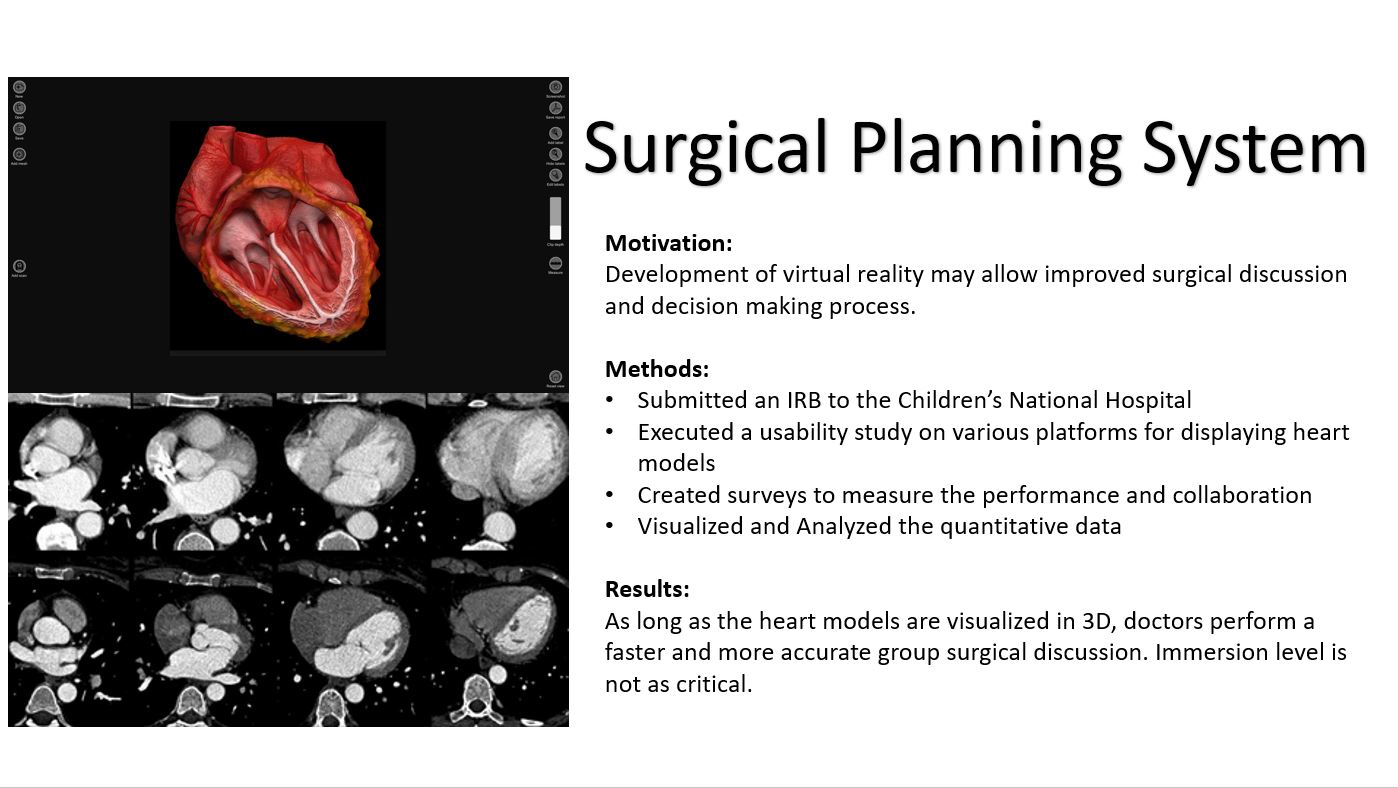 Surgical Planning System
Motivation:
Development of virtual reality may allow improved surgical discussion
and decision making process.
Methods:
• Submitted an IRB to the Children’s National Hospital
• Executed a usability study on various platforms for displaying heart
models
• Created surveys to measure the performance and collaboration
• Visualized and Analyzed the quantitative data
Results:
As long as the heart models are visualized in 3D, doctors perform a
faster and more accurate group surgical discussion. Immersion level is
not as critical.
New
Open
Save
Add mesh
Add scan
Screenshot
Save report
Add label
Hide labels
Edit labels
Clip depth
Measure
Reset view